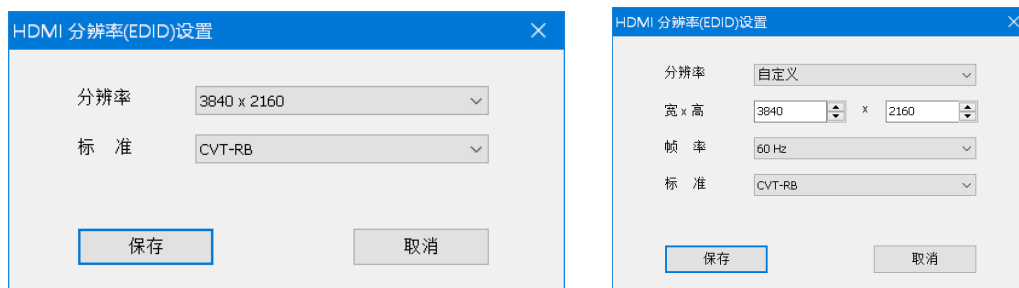 HDMI 分辨率(EDID)设置
分辨率 3840 x 2160
标 准 CVT-RB
保存 取消
HDMI 分辨率(EDID)设置
分辨率 自定义
宽 x 高 3840 x 2160
帧 率 60 Hz
标 准 CVT-RB
保存 取消